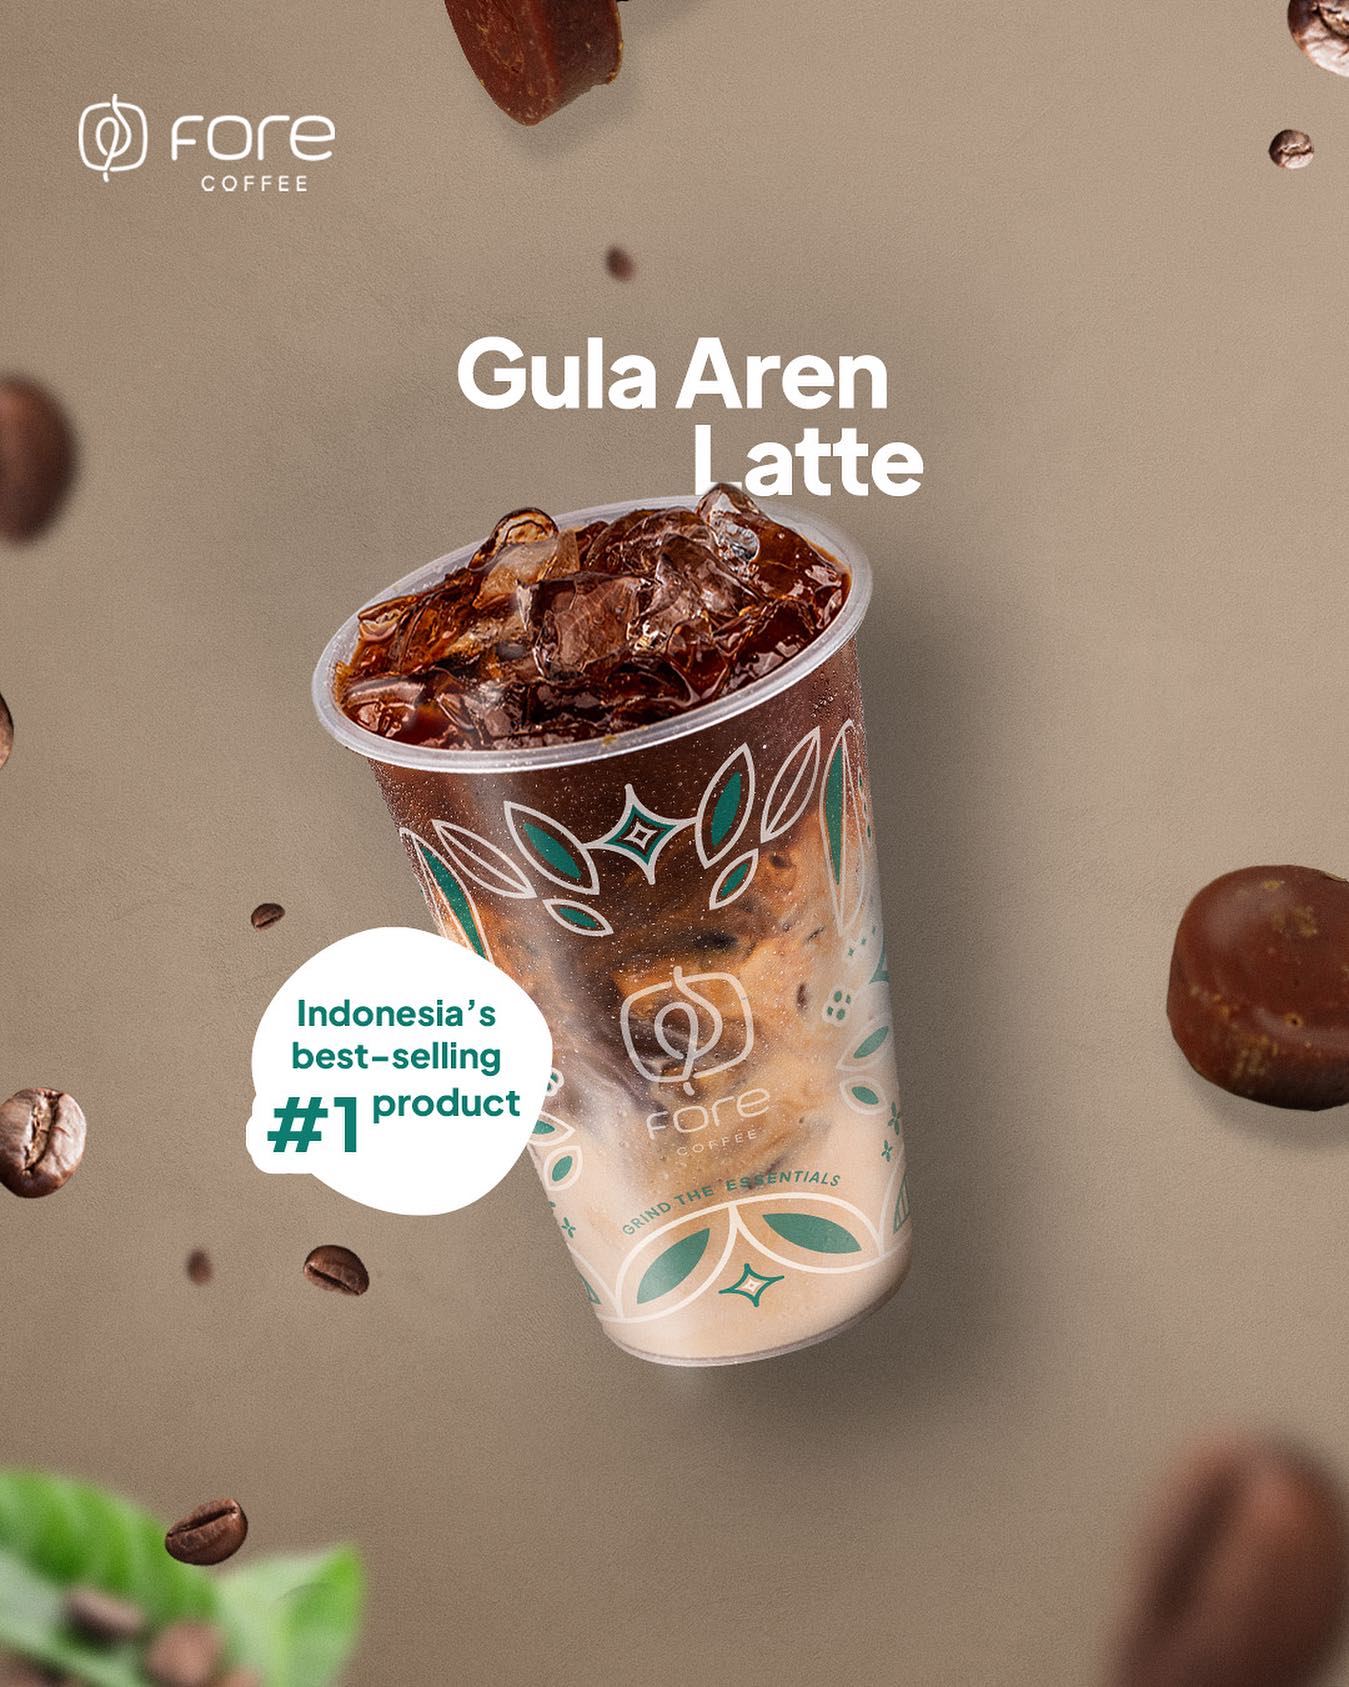 Fore
COFFEE
Gula Aren
Latte
Indonesia's
best-selling
#1 product
Fore
COFFEE
GRIND THE ESSENTIALS